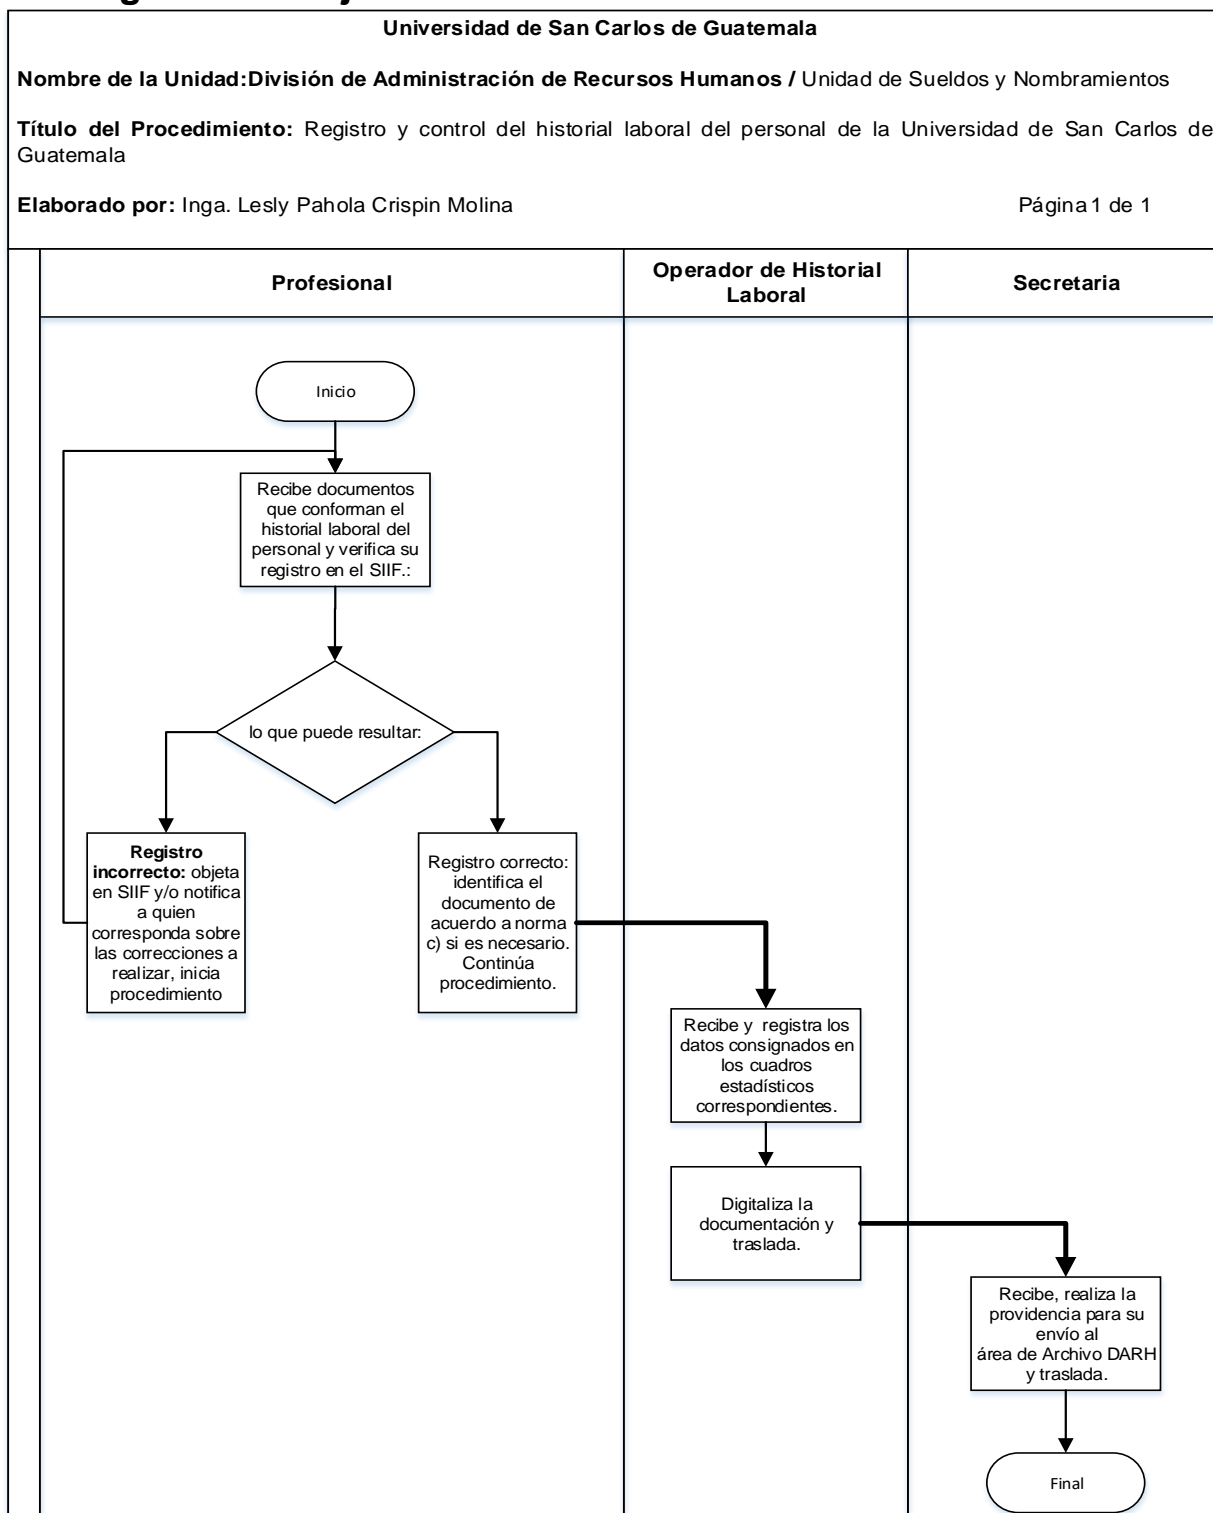 Universidad de San Carlos de Guatemala
Nombre de la Unidad:División de Administración de Recursos Humanos / Unidad de Sueldos y Nombramientos
Título del Procedimiento: Registro y control del historial laboral del personal de la Universidad de San Carlos de
Guatemala
Elaborado por: Inga. Lesly Pahola Crispin Molina Página 1 de 1
Profesional
Operador de Historial
Laboral
Secretaria
Inicio
Recibe documentos
que conforman el
historial laboral del
personal y verifica su
registro en el SIIF.:
lo que puede resultar:
Registro
incorrecto: objeta
en SIIF y/o notifica
a quien
corresponda sobre
las correcciones a
realizar, inicia
procedimiento
Registro correcto:
identifica el
documento de
acuerdo a norma
c) si es necesario.
Continúa
procedimiento.
Recibe y registra los
datos consignados en
los cuadros
estadísticos
correspondientes.
Digitaliza la
documentación y
traslada.
Recibe, realiza la
providencia para su
envío al
área de Archivo DARH
y traslada.
Final